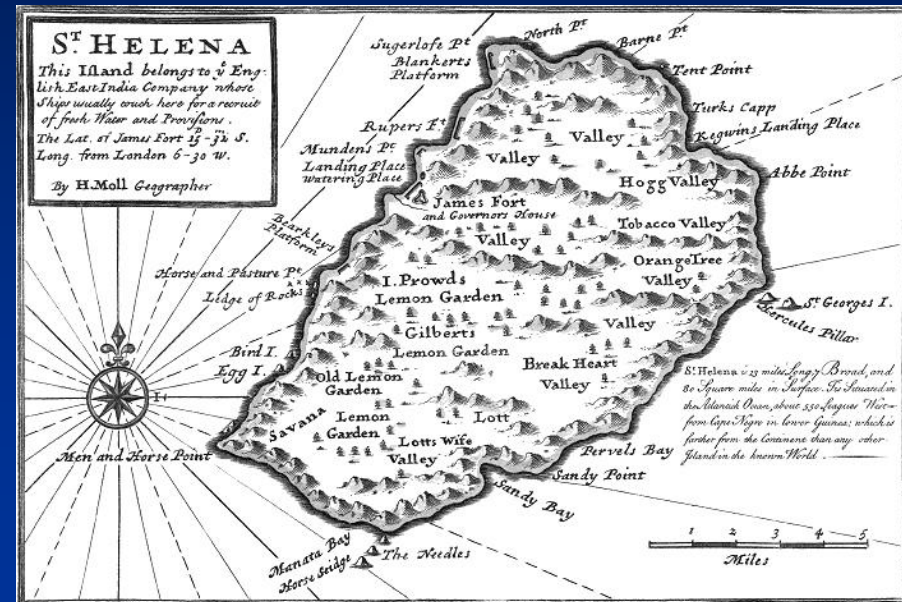 Sᵀ HELENA
This Island belongs to yᵉ Eng-
lish East India Company whose
Ships usually touch here for a recruit
of fresh Water and Provisions.
The Lat. of James Fort S.
Long. from London 6-30 W.
By H. Moll Geographer
North Pt.
Barne Pt.
Sugerlofe Pt
Blankerts
Platform
Tent Point
Turks Capp
Kegwins Landing Place
Rupers Ft
Mundens Pt.
Landing Place
Watering Place
Valley
Valley
Hogg Valley
Abbe Point
James Fort
and Governors House
Tobacco Valley
Bearkleys
Platform
Valley
Orange Tree
Valley
Horse and Pasture Pt.
Ledge of Rocks
I. Prowds
Lemon Garden
St Georges I.
Hercules Pillar
Gilberts
Lemon Garden
Valley
Bird I.
Egg I.
Old Lemon
Garden
Break Heart
Valley
St Helena is 23 miles Long, 7 Broad, and
80 Square miles in Surface. Tis Situated in
the Atlantick Ocean, about 550 Leagues West
from Cape Negro in lower Guinea; which is
farther from the Continent than any other
Island in the known World
Savana
Lemon
Garden
Lott
Lotts Wife
Valley
Men and Horse Point
Pervels Bay
Sandy Point
Sandy Bay
Manata Bay
Horse Seidge
The Needles
1 2 3 4 5
Miles